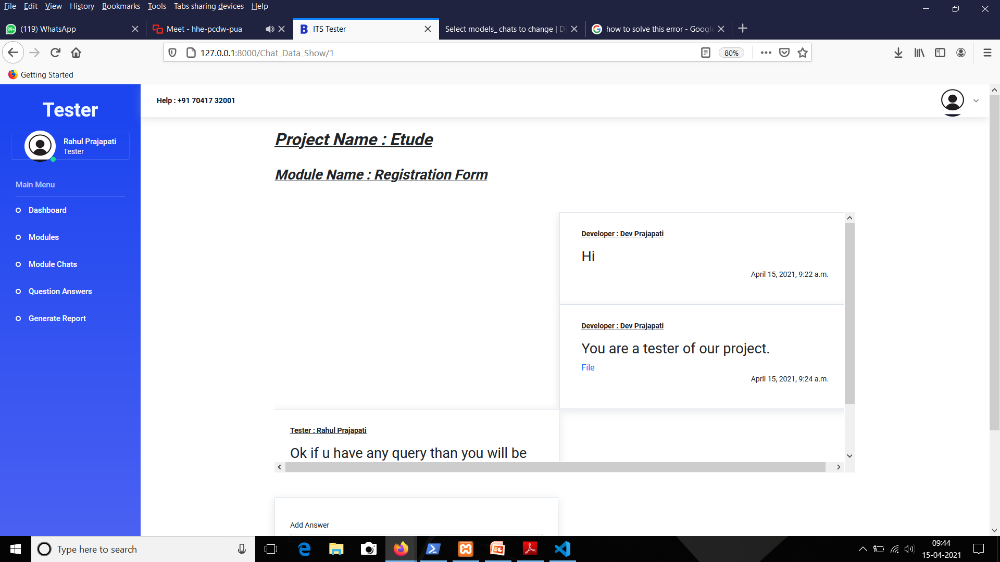 File Edit View History Bookmarks Tools Tabs sharing devices Help
(119) WhatsApp
Meet - hhe-pcdw-pua
ITS Tester
Select models_ chats to change | Dj
how to solve this error - Google
127.0.0.1:8000/Chat_Data_Show/1
80%
Getting Started
Tester
Help : +91 70417 32001
Rahul Prajapati
Tester
Project Name : Etude
Module Name : Registration Form
Main Menu
Dashboard
Modules
Module Chats
Question Answers
Generate Report
Developer : Dev Prajapati
Hi
April 15, 2021, 9:22 a.m.
Developer : Dev Prajapati
You are a tester of our project.
File
April 15, 2021, 9:24 a.m.
Tester : Rahul Prajapati
Ok if u have any query than you will be
Add Answer
Type here to search
09:44
15-04-2021